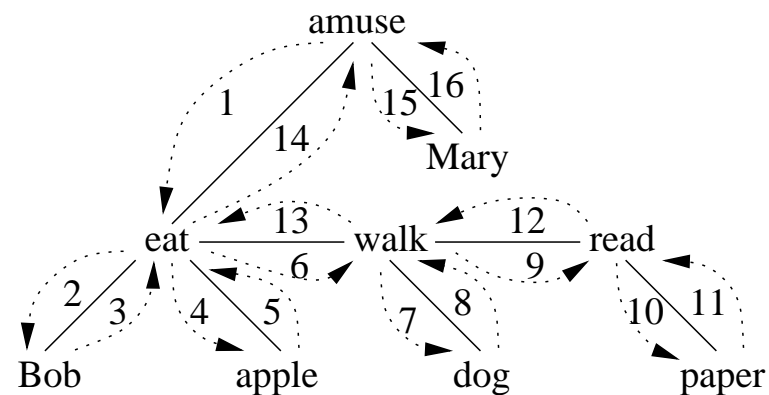 amuse
1 14 15 16
Mary
eat 13 walk 12 read
6 9
2 3 4 5 7 8 10 11
Bob apple dog paper